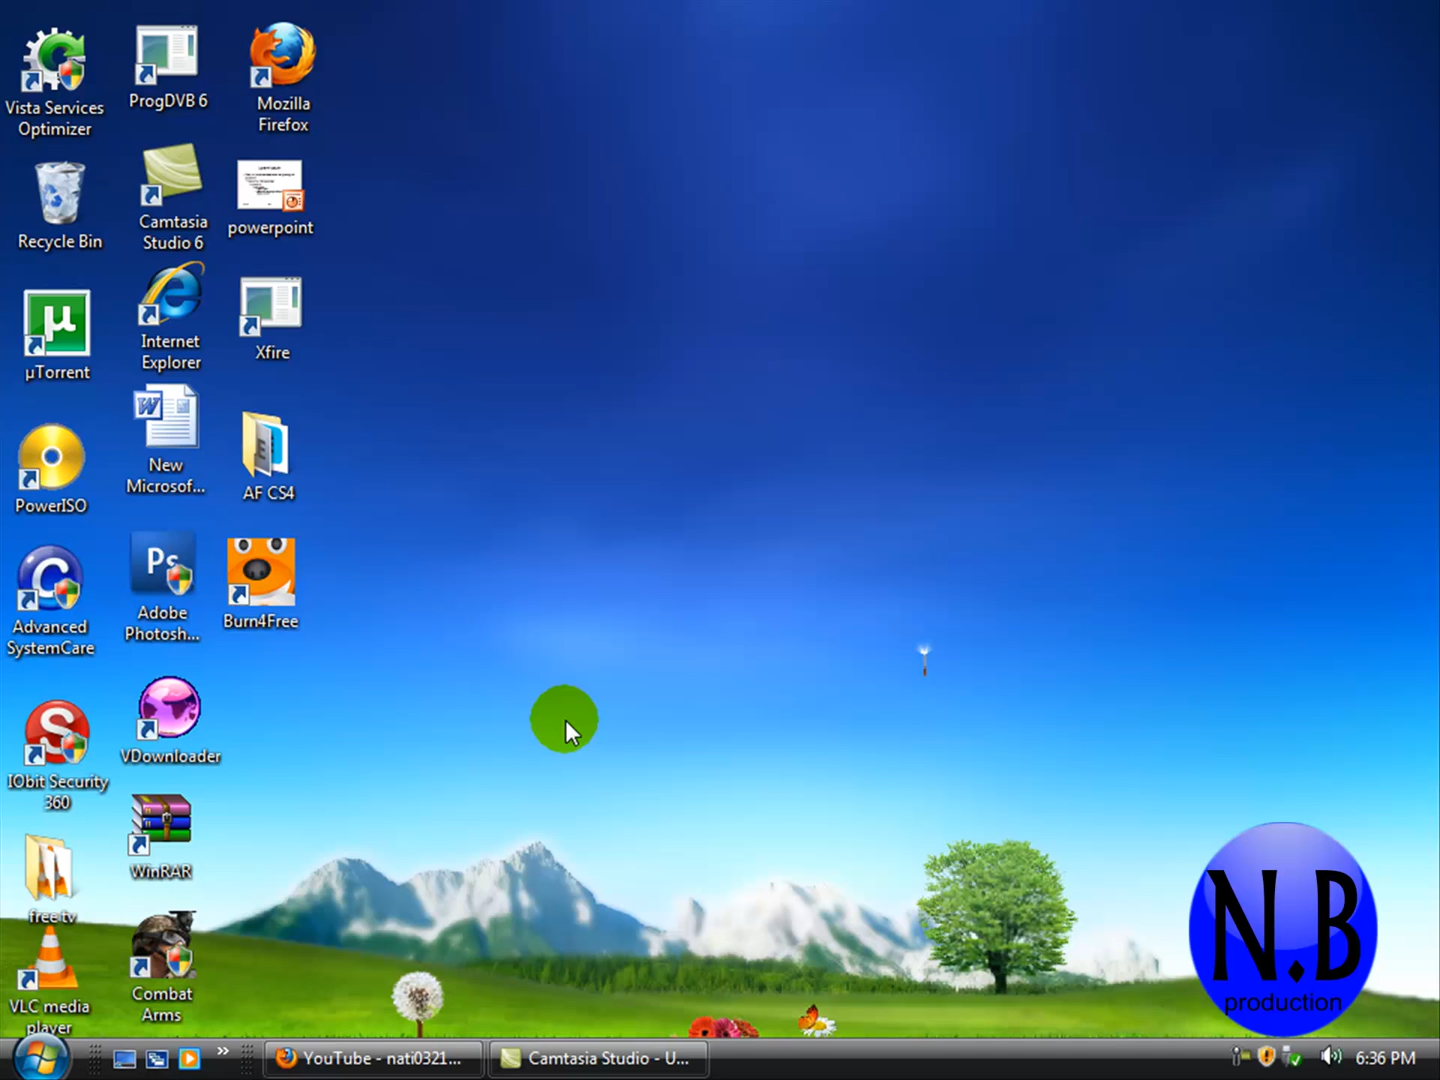 Vista Services
Optimizer
Recycle Bin
µ
µTorrent
PowerISO
C
Advanced
SystemCare
S
IObit Security
360
free.tv
VLC media
player
ProgDVB 6
Camtasia
Studio 6
Internet
Explorer
W
New
Microsof...
Ps
Adobe
Photosh...
VDownloader
WinRAR
Combat
Arms
Mozilla
Firefox
powerpoint
Xfire
E
AF CS4
Burn4Free
N.B
production
»
YouTube - nati0321...
Camtasia Studio - U...
6:36 PM